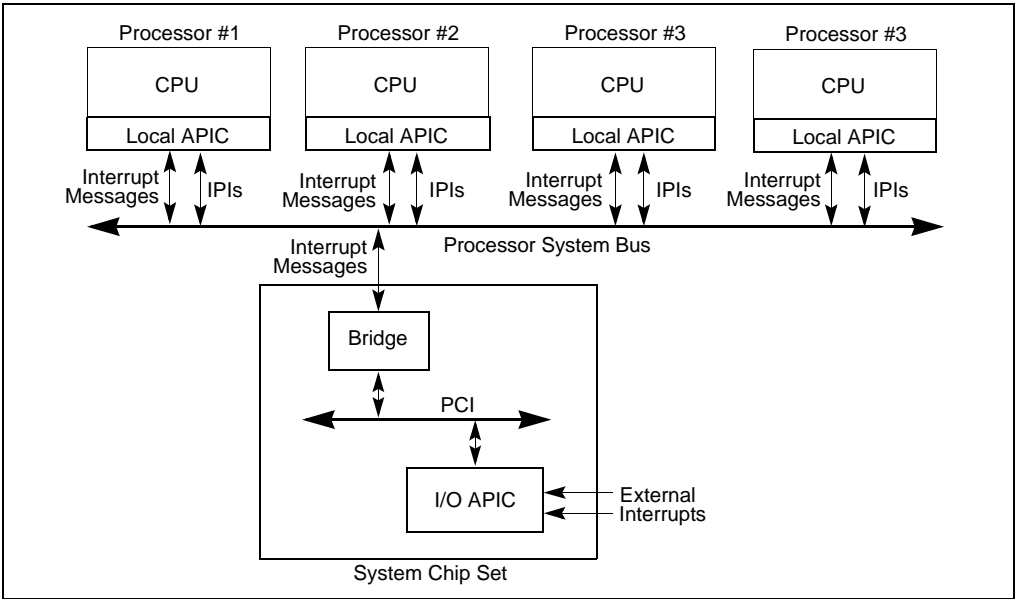 Processor #1
Processor #2
Processor #3
Processor #3
CPU
CPU
CPU
CPU
Local APIC
Local APIC
Local APIC
Local APIC
Interrupt
Messages
IPIs
Interrupt
Messages
IPIs
Interrupt
Messages
IPIs
Interrupt
Messages
IPIs
Processor System Bus
Interrupt
Messages
Bridge
PCI
I/O APIC
External
Interrupts
System Chip Set